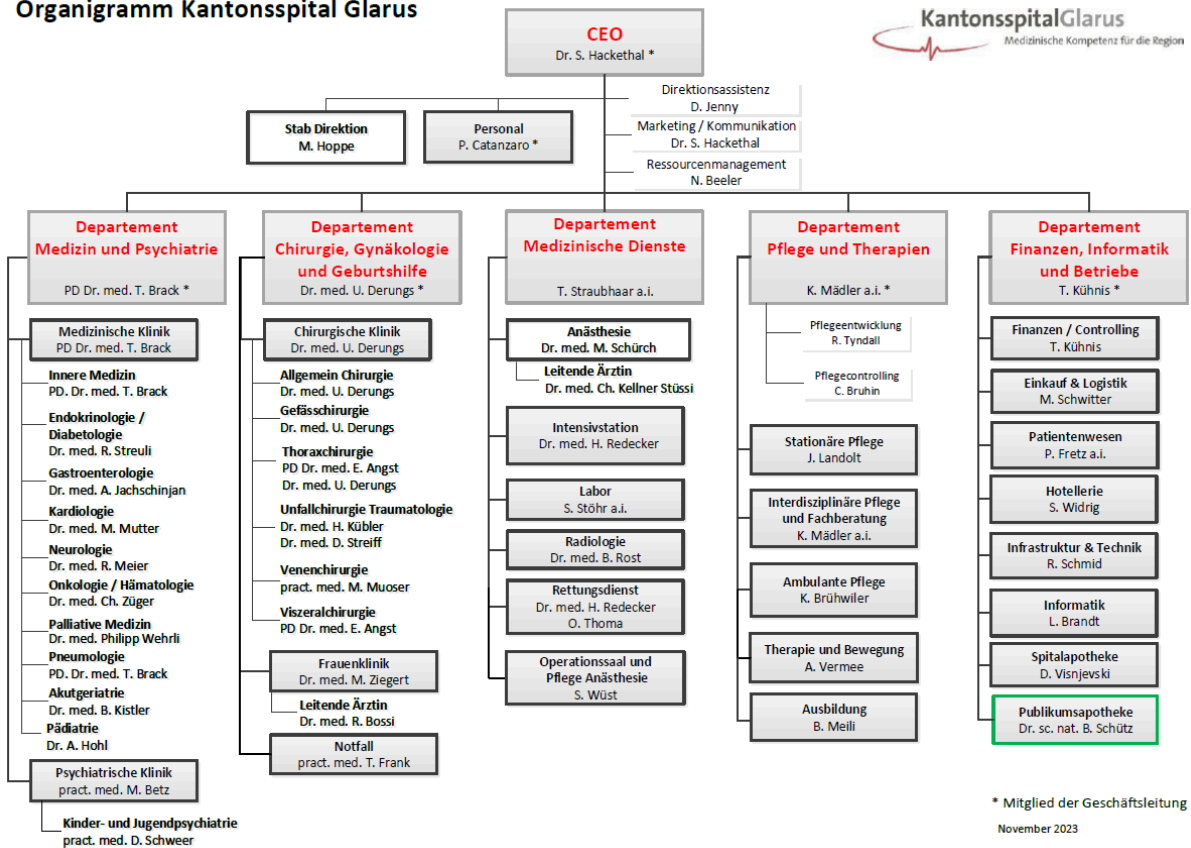 Organigramm Kantonsspital Glarus
KantonsspitalGlarus
Medizinische Kompetenz für die Region
CEO
Dr. S. Hackethal *
Direktionsassistenz
D. Jenny
Marketing / Kommunikation
Dr. S. Hackethal
Ressourcenmanagement
N. Beeler
Stab Direktion
M. Hoppe
Personal
P. Catanzaro *
Departement
Medizin und Psychiatrie
PD Dr. med. T. Brack *
Medizinische Klinik
PD Dr. med. T. Brack
Innere Medizin
PD. Dr. med. T. Brack
Endokrinologie /
Diabetologie
Dr. med. R. Streuli
Gastroenterologie
Dr. med. A. Jachschinjan
Kardiologie
Dr. med. M. Mutter
Neurologie
Dr. med. R. Meier
Onkologie / Hämatologie
Dr. med. Ch. Züger
Palliative Medizin
Dr. med. Philipp Wehrli
Pneumologie
PD. Dr. med. T. Brack
Akutgeriatrie
Dr. med. B. Kistler
Pädiatrie
Dr. A. Hohl
Psychiatrische Klinik
pract. med. M. Betz
Kinder- und Jugendpsychiatrie
pract. med. D. Schweer
Departement
Chirurgie, Gynäkologie
und Geburtshilfe
Dr. med. U. Derungs *
Chirurgische Klinik
Dr. med. U. Derungs
Allgemein Chirurgie
Dr. med. U. Derungs
Gefässchirurgie
Dr. med. U. Derungs
Thoraxchirurgie
PD Dr. med. E. Angst
Dr. med. U. Derungs
Unfallchirurgie Traumatologie
Dr. med. H. Kübler
Dr. med. D. Streiff
Venenchirurgie
pract. med. M. Muoser
Viszeralchirurgie
PD Dr. med. E. Angst
Frauenklinik
Dr. med. M. Ziegert
Leitende Ärztin
Dr. med. R. Bossi
Notfall
pract. med. T. Frank
Departement
Medizinische Dienste
T. Straubhaar a.i.
Anästhesie
Dr. med. M. Schürch
Leitende Ärztin
Dr. med. Ch. Kellner Stüssi
Intensivstation
Dr. med. H. Redecker
Labor
S. Stöhr a.i.
Radiologie
Dr. med. B. Rost
Rettungsdienst
Dr. med. H. Redecker
O. Thoma
Operationssaal und
Pflege Anästhesie
S. Wüst
Departement
Pflege und Therapien
K. Mädler a.i. *
Pflegeentwicklung
R. Tyndall
Pflegecontrolling
C. Bruhin
Stationäre Pflege
J. Landolt
Interdisziplinäre Pflege
und Fachberatung
K. Mädler a.i.
Ambulante Pflege
K. Brühwiler
Therapie und Bewegung
A. Vermee
Ausbildung
B. Meili
Departement
Finanzen, Informatik
und Betriebe
T. Kühnis *
Finanzen / Controlling
T. Kühnis
Einkauf & Logistik
M. Schwitter
Patientenwesen
P. Fretz a.i.
Hotellerie
S. Widrig
Infrastruktur & Technik
R. Schmid
Informatik
L. Brandt
Spitalapotheke
D. Visnjevski
Publikumsapotheke
Dr. sc. nat. B. Schütz
* Mitglied der Geschäftsleitung
November 2023